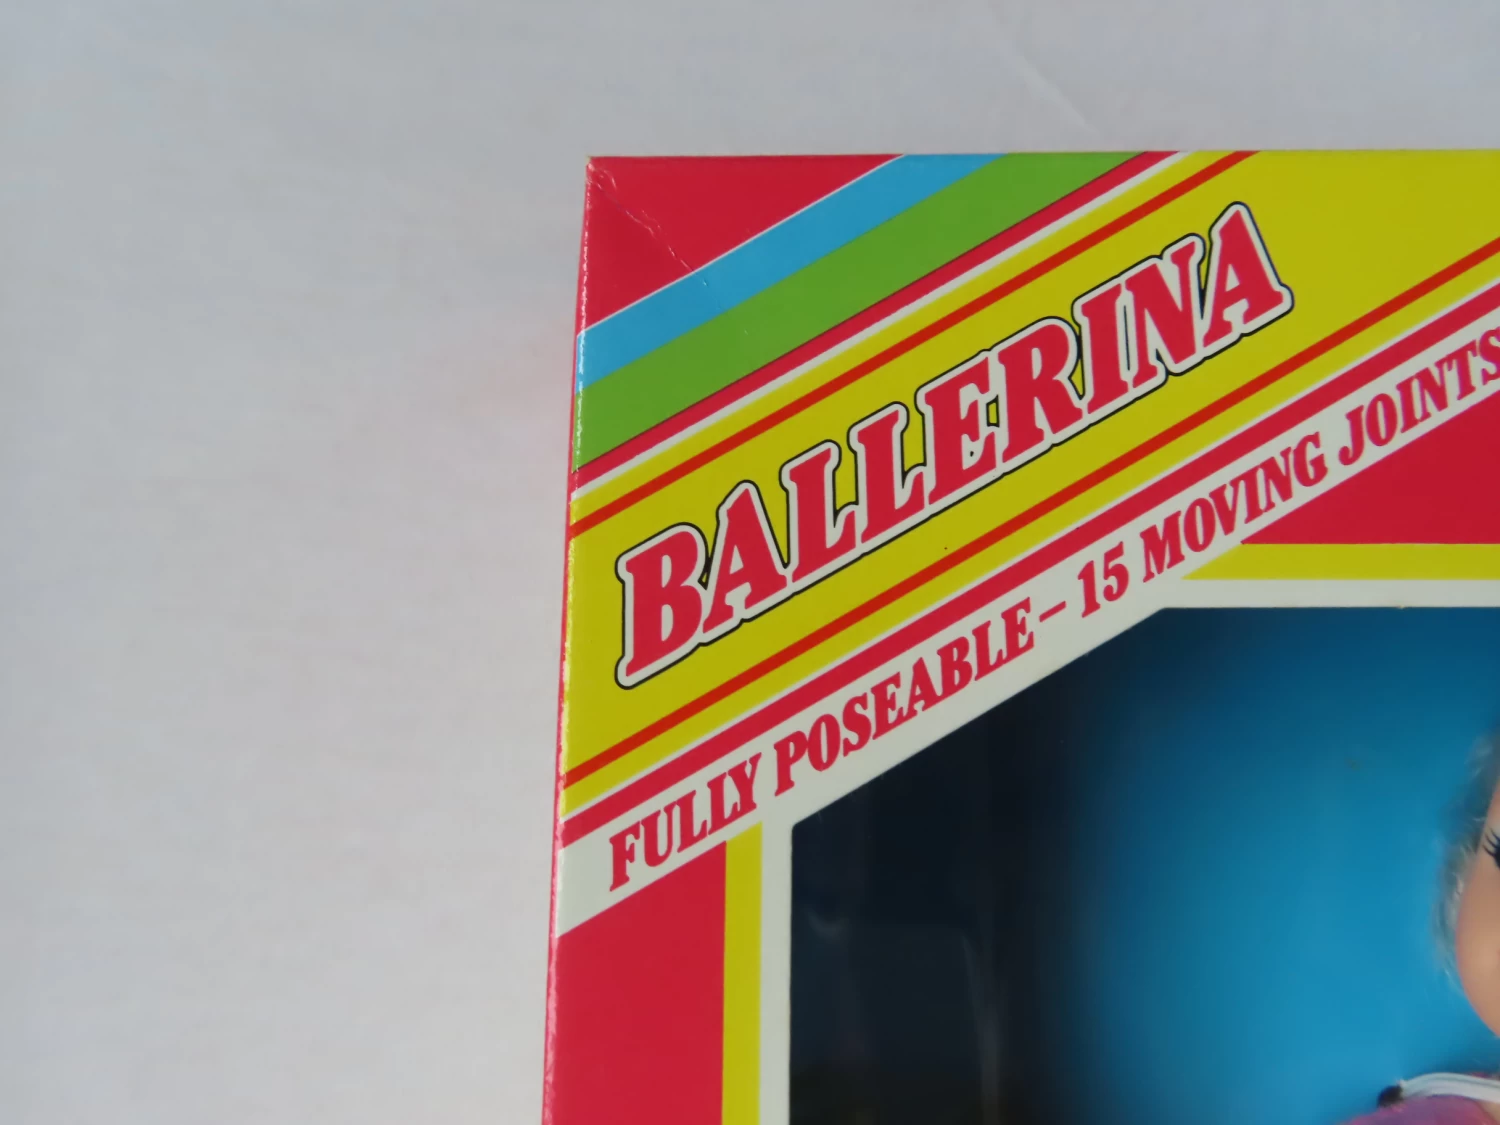 BALLERINA
FULLY POSEABLE – 15 MOVING JOINTS